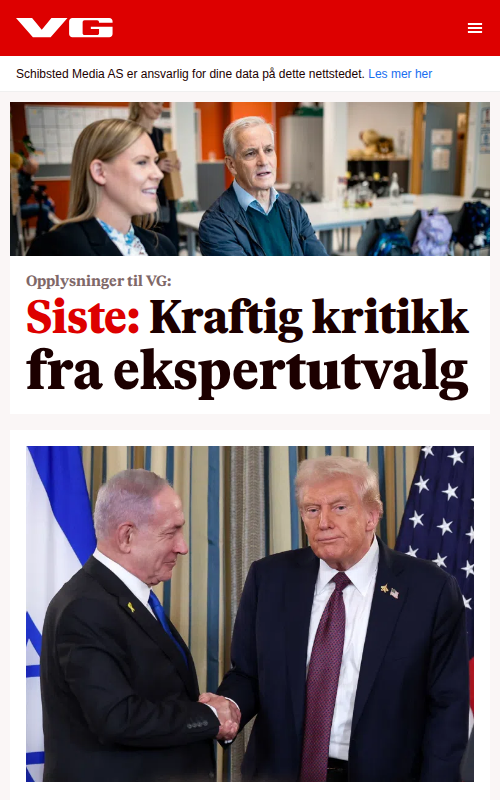 VG
Schibsted Media AS er ansvarlig for dine data på dette nettstedet. Les mer her
Opplysninger til VG:
Siste: Kraftig kritikk
fra ekspertutvalg